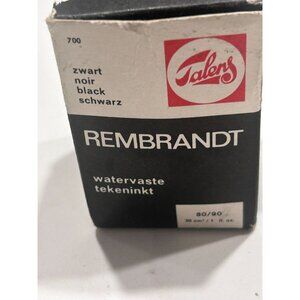 700
Talens
zwart
noir
black
schwarz
REMBRANDT
watervaste
tekeninkt
80/90